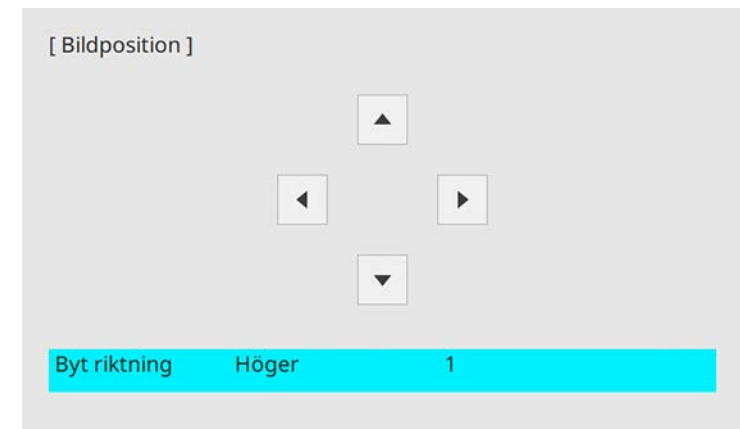 [ Bildposition ]
Byt riktning Höger 1